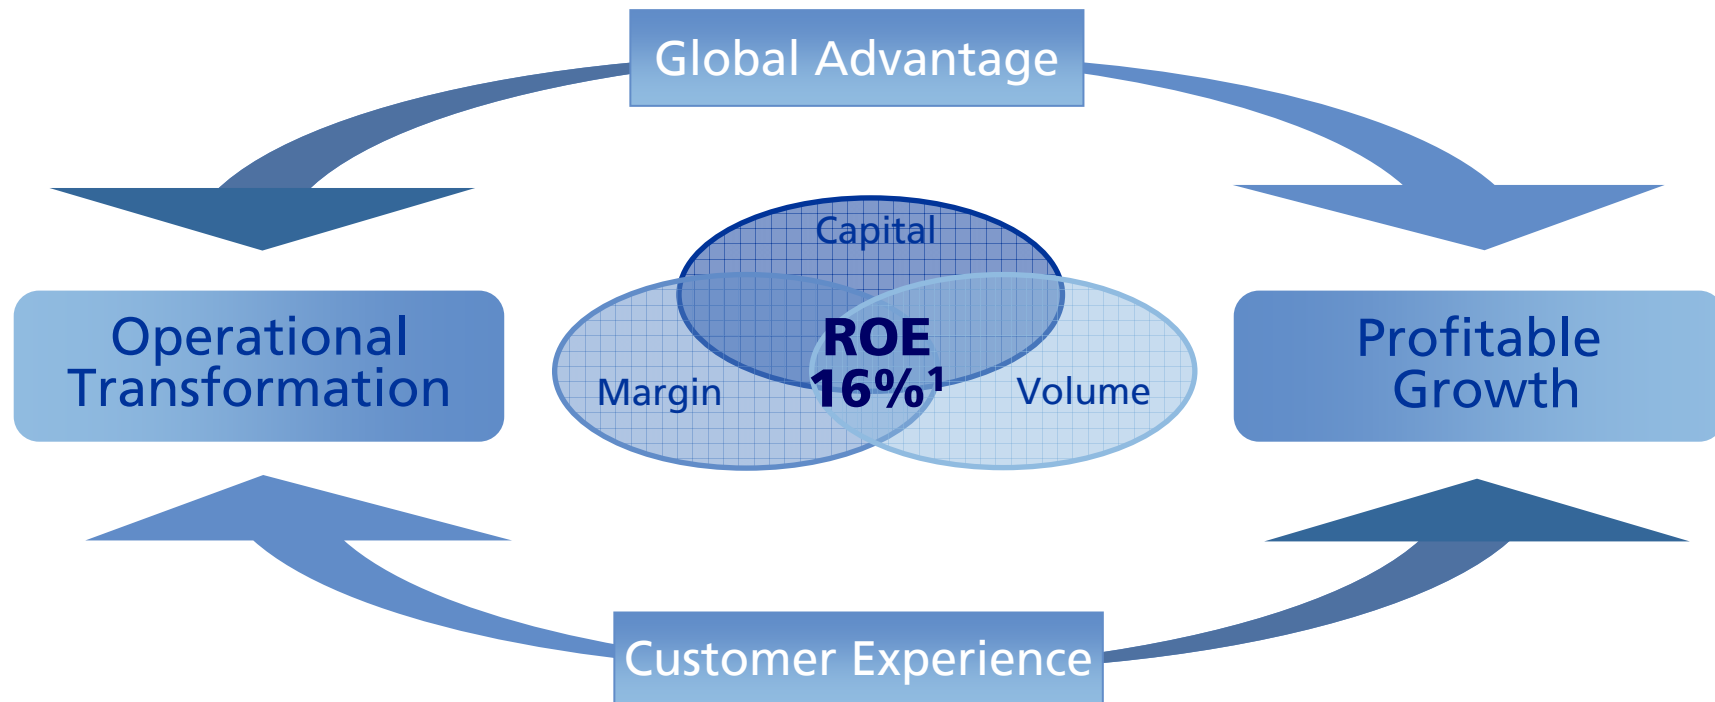 Global Advantage
Capital
Operational
Transformation
Margin
ROE
16%¹
Volume
Profitable
Growth
Customer Experience